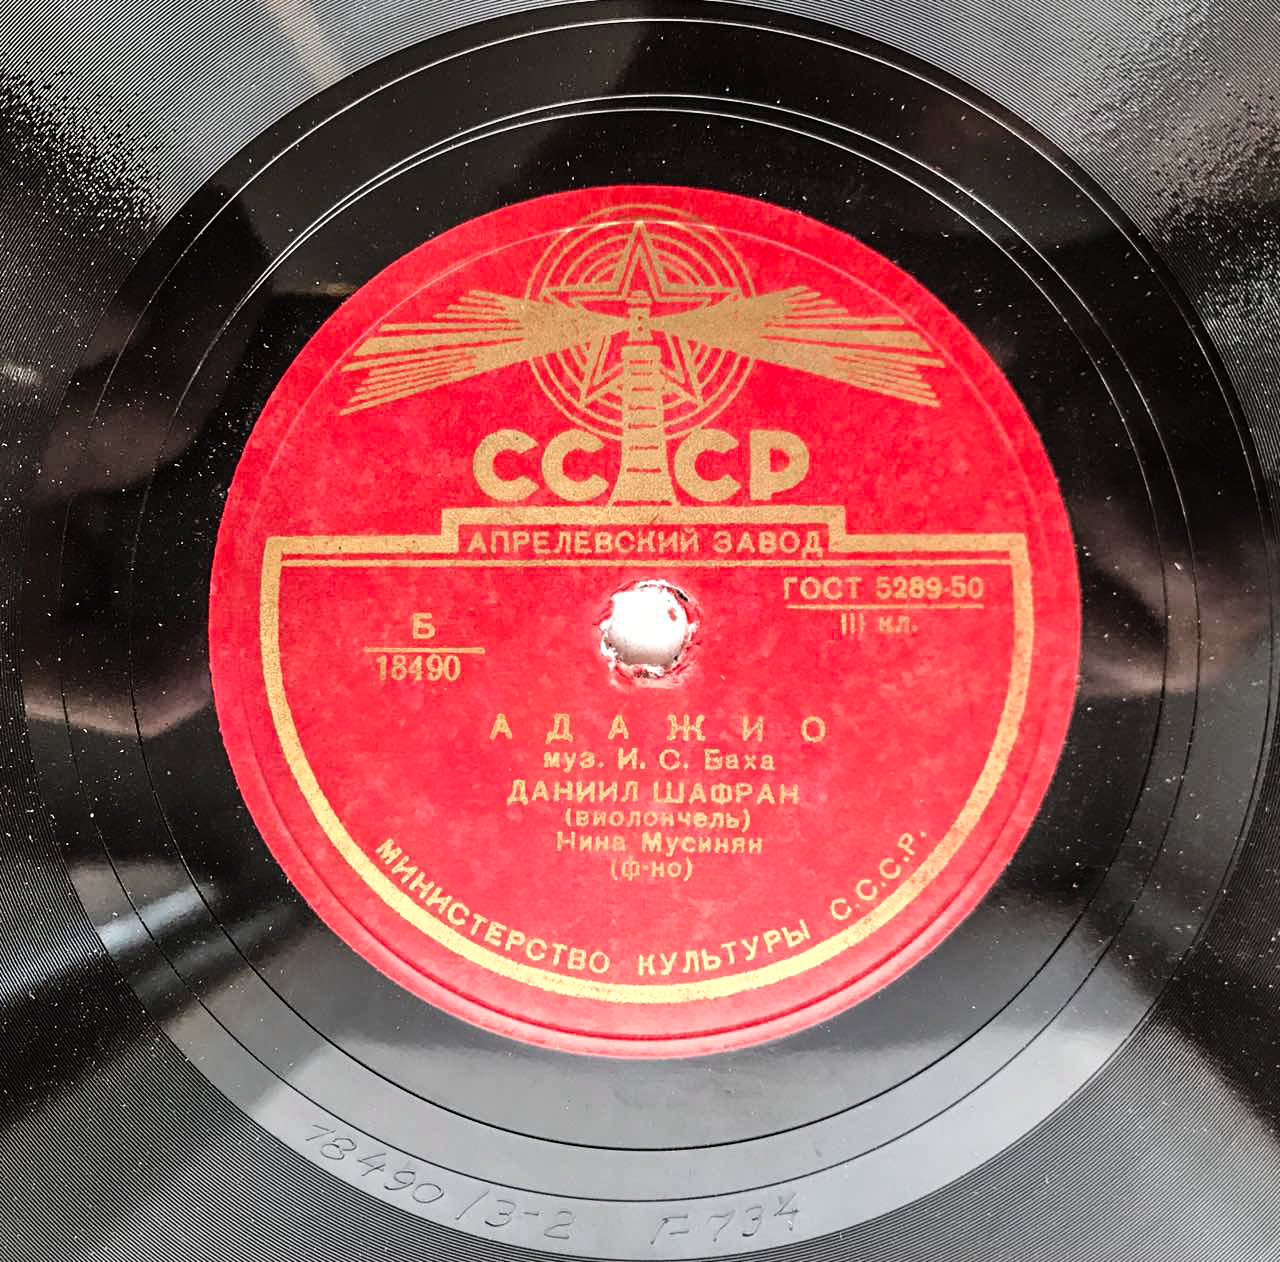 СССР
АПРЕЛЕВСКИЙ ЗАВОД
ГОСТ 5289-50
III кл.
Б
18490
АДАЖИО
муз. И. С. Баха
ДАНИИЛ ШАФРАН
(виолончель)
Нина Мусинян
(ф-но)
МИНИСТЕРСТВО КУЛЬТУРЫ С.С.С.Р.
18490 /3-2 F-734